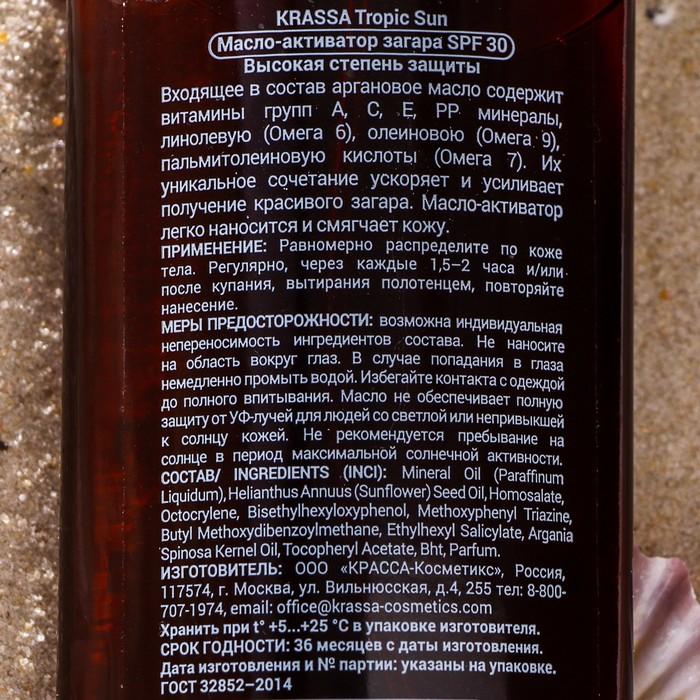 KRASSA Tropic Sun
Масло-активатор загара SPF 30
Высокая степень защиты
Входящее в состав аргановое масло содержит
витамины групп А, С, Е, РР минералы,
линолевую (Омега 6), олеиновою (Омега 9),
пальмитолеиновую кислоты (Омега 7). Их
уникальное сочетание ускоряет и усиливает
получение красивого загара. Масло-активатор
легко наносится и смягчает кожу.
ПРИМЕНЕНИЕ: Равномерно распределите по коже
тела. Регулярно, через каждые 1,5–2 часа и/или
после купания, вытирания полотенцем, повторяйте
нанесение.
МЕРЫ ПРЕДОСТОРОЖНОСТИ: возможна индивидуальная
непереносимость ингредиентов состава. Не наносите
на область вокруг глаз. В случае попадания в глаза
немедленно промыть водой. Избегайте контакта с одеждой
до полного впитывания. Масло не обеспечивает полную
защиту от УФ-лучей для людей со светлой или непривыкшей
к солнцу кожей. Не рекомендуется пребывание на
солнце в период максимальной солнечной активности.
СОСТАВ/ INGREDIENTS (INCI): Mineral Oil (Paraffinum
Liquidum), Helianthus Annuus (Sunflower) Seed Oil, Homosalate,
Octocrylene, Bisethylhexyloxyphenol, Methoxyphenyl Triazine,
Butyl Methoxydibenzoylmethane, Ethylhexyl Salicylate, Argania
Spinosa Kernel Oil, Tocopheryl Acetate, Bht, Parfum.
ИЗГОТОВИТЕЛЬ: ООО «КРАССА-Косметикс», Россия,
117574, г. Москва, ул. Вильнюсская, д.4, 255 тел: 8-800-
707-1974, email: office@krassa-cosmetics.com
Хранить при t° +5...+25 °С в упаковке изготовителя.
СРОК ГОДНОСТИ: 36 месяцев с даты изготовления.
Дата изготовления и № партии: указаны на упаковке.
ГОСТ 32852–2014